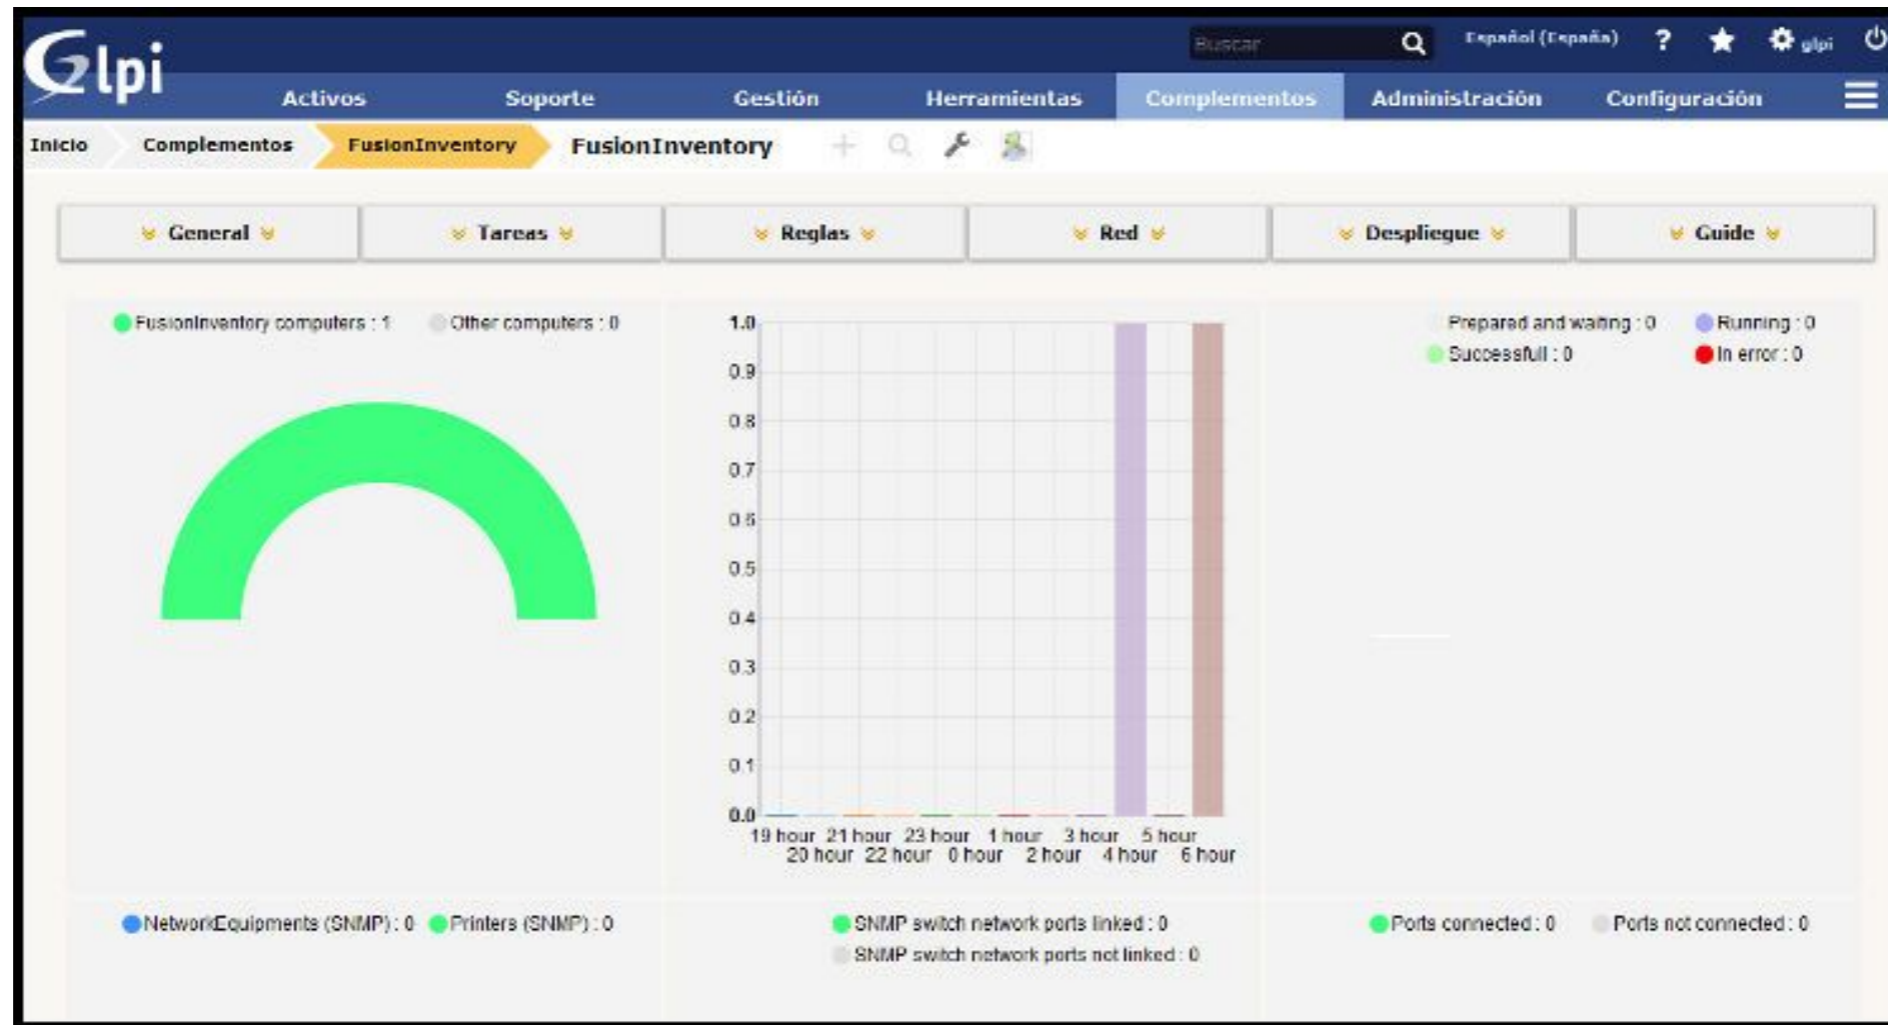 Glpi
Buscar
Español (España)
?
glpi
Activos Soporte Gestión Herramientas Complementos Administración Configuración
Inicio Complementos FusionInventory FusionInventory
General Tareas Reglas Red Despliegue Guide
FusionInventory computers : 1 Other computers : 0
1.0
0.9
0.8
0.7
0.6
0.5
0.4
0.3
0.2
0.1
0.0
19 hour 21 hour 23 hour 1 hour 3 hour 5 hour
20 hour 22 hour 0 hour 2 hour 4 hour 6 hour
Prepared and waiting : 0 Running : 0
Successfull : 0 In error : 0
NetworkEquipments (SNMP) : 0 Printers (SNMP) : 0
SNMP switch network ports linked : 0
SNMP switch network ports not linked : 0
Ports connected : 0 Ports not connected : 0